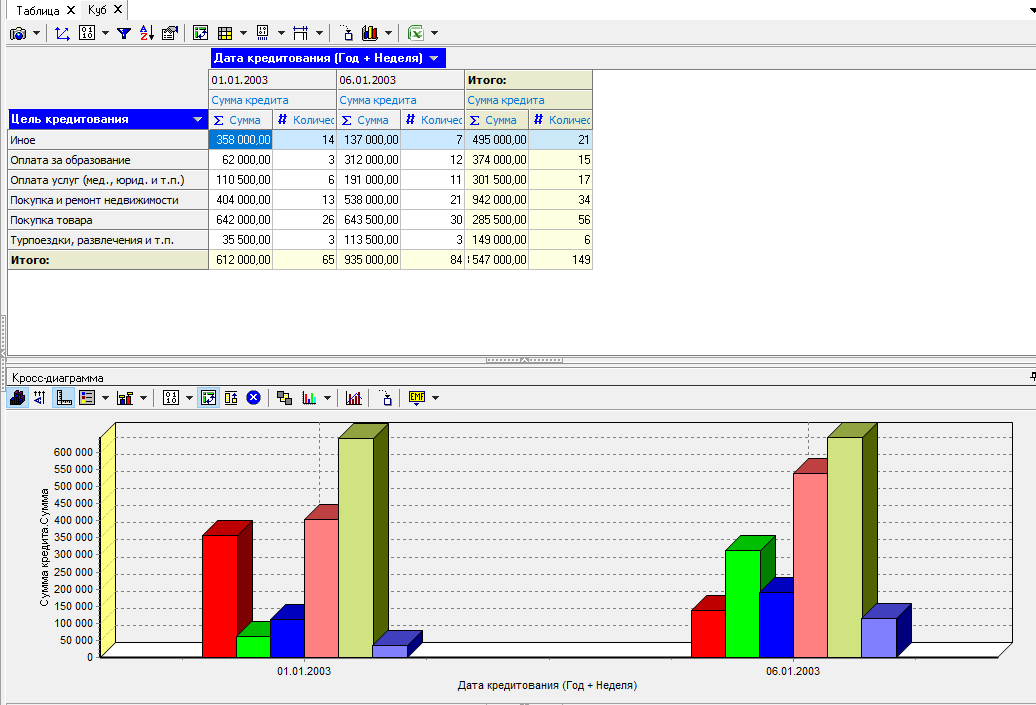 Таблица X Куб X
Дата кредитования (Год + Неделя)
01.01.2003 06.01.2003 Итого:
Сумма кредита Сумма кредита Сумма кредита
Цель кредитования Σ Сумма # Количес Σ Сумма # Количес Σ Сумма # Количес
Иное 358 000,00 14 137 000,00 7 495 000,00 21
Оплата за образование 62 000,00 3 312 000,00 12 374 000,00 15
Оплата услуг (мед., юрид. и т.п.) 110 500,00 6 191 000,00 11 301 500,00 17
Покупка и ремонт недвижимости 404 000,00 13 538 000,00 21 942 000,00 34
Покупка товара 642 000,00 26 643 500,00 30 285 500,00 56
Турпоездки, развлечения и т.п. 35 500,00 3 113 500,00 3 149 000,00 6
Итого: 612 000,00 65 935 000,00 84 547 000,00 149
Кросс-диаграмма
EMF
600 000
550 000
500 000
450 000
400 000
350 000
300 000
250 000
200 000
150 000
100 000
50 000
0
Сумма кредита.Сумма
01.01.2003 06.01.2003
Дата кредитования (Год + Неделя)